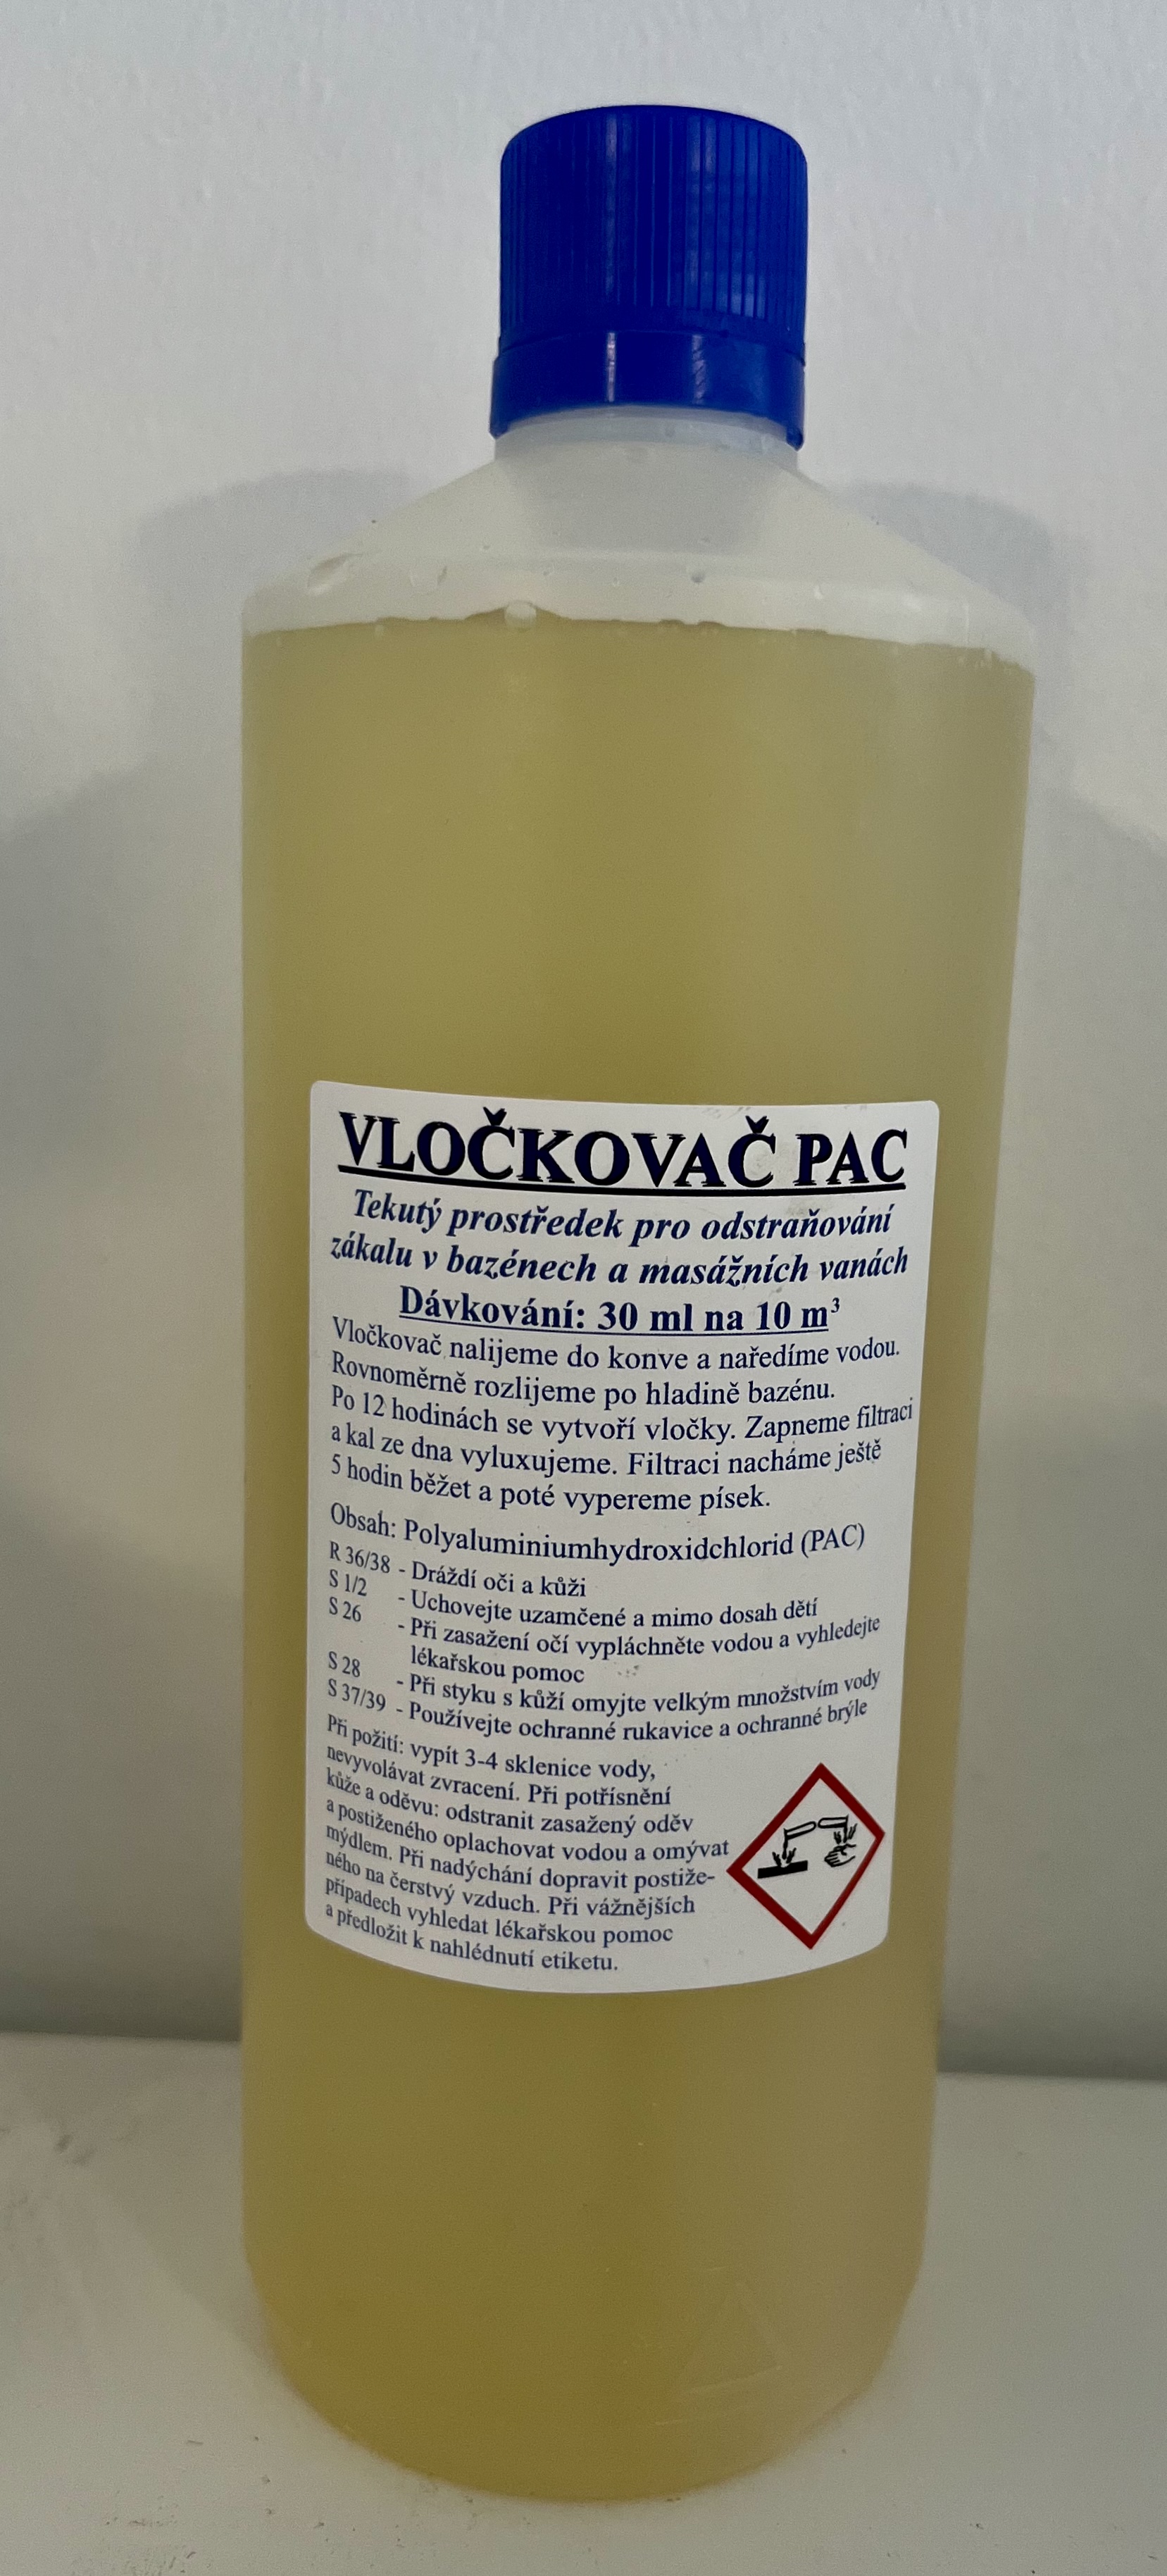 VLOČKOVAČ PAC
Tekutý prostředek pro odstraňování
zákalu v bazénech a masážních vanách
Dávkování: 30 ml na 10 m³
Vločkovač nalijeme do konve a naředíme vodou.
Rovnoměrně rozlijeme po hladině bazénu.
Po 12 hodinách se vytvoří vločky. Zapneme filtraci
a kal ze dna vyluxujeme. Filtraci nacháme ještě
5 hodin běžet a poté vypereme písek.
Obsah: Polyaluminiumhydroxidchlorid (PAC)
R 36/38 - Dráždí oči a kůži
S 1/2 - Uchovejte uzamčené a mimo dosah dětí
S 26 - Při zasažení očí vypláchněte vodou a vyhledejte
lékařskou pomoc
S 28 - Při styku s kůží omyjte velkým množstvím vody
S 37/39 - Používejte ochranné rukavice a ochranné brýle
Při požití: vypít 3-4 sklenice vody,
nevyvolávat zvracení. Při potřísnění
kůže a oděvu: odstranit zasažený oděv
a postiženého oplachovat vodou a omývat
mýdlem. Při nadýchání dopravit postiže-
ného na čerstvý vzduch. Při vážnějších
případech vyhledat lékařskou pomoc
a předložit k nahlédnutí etiketu.